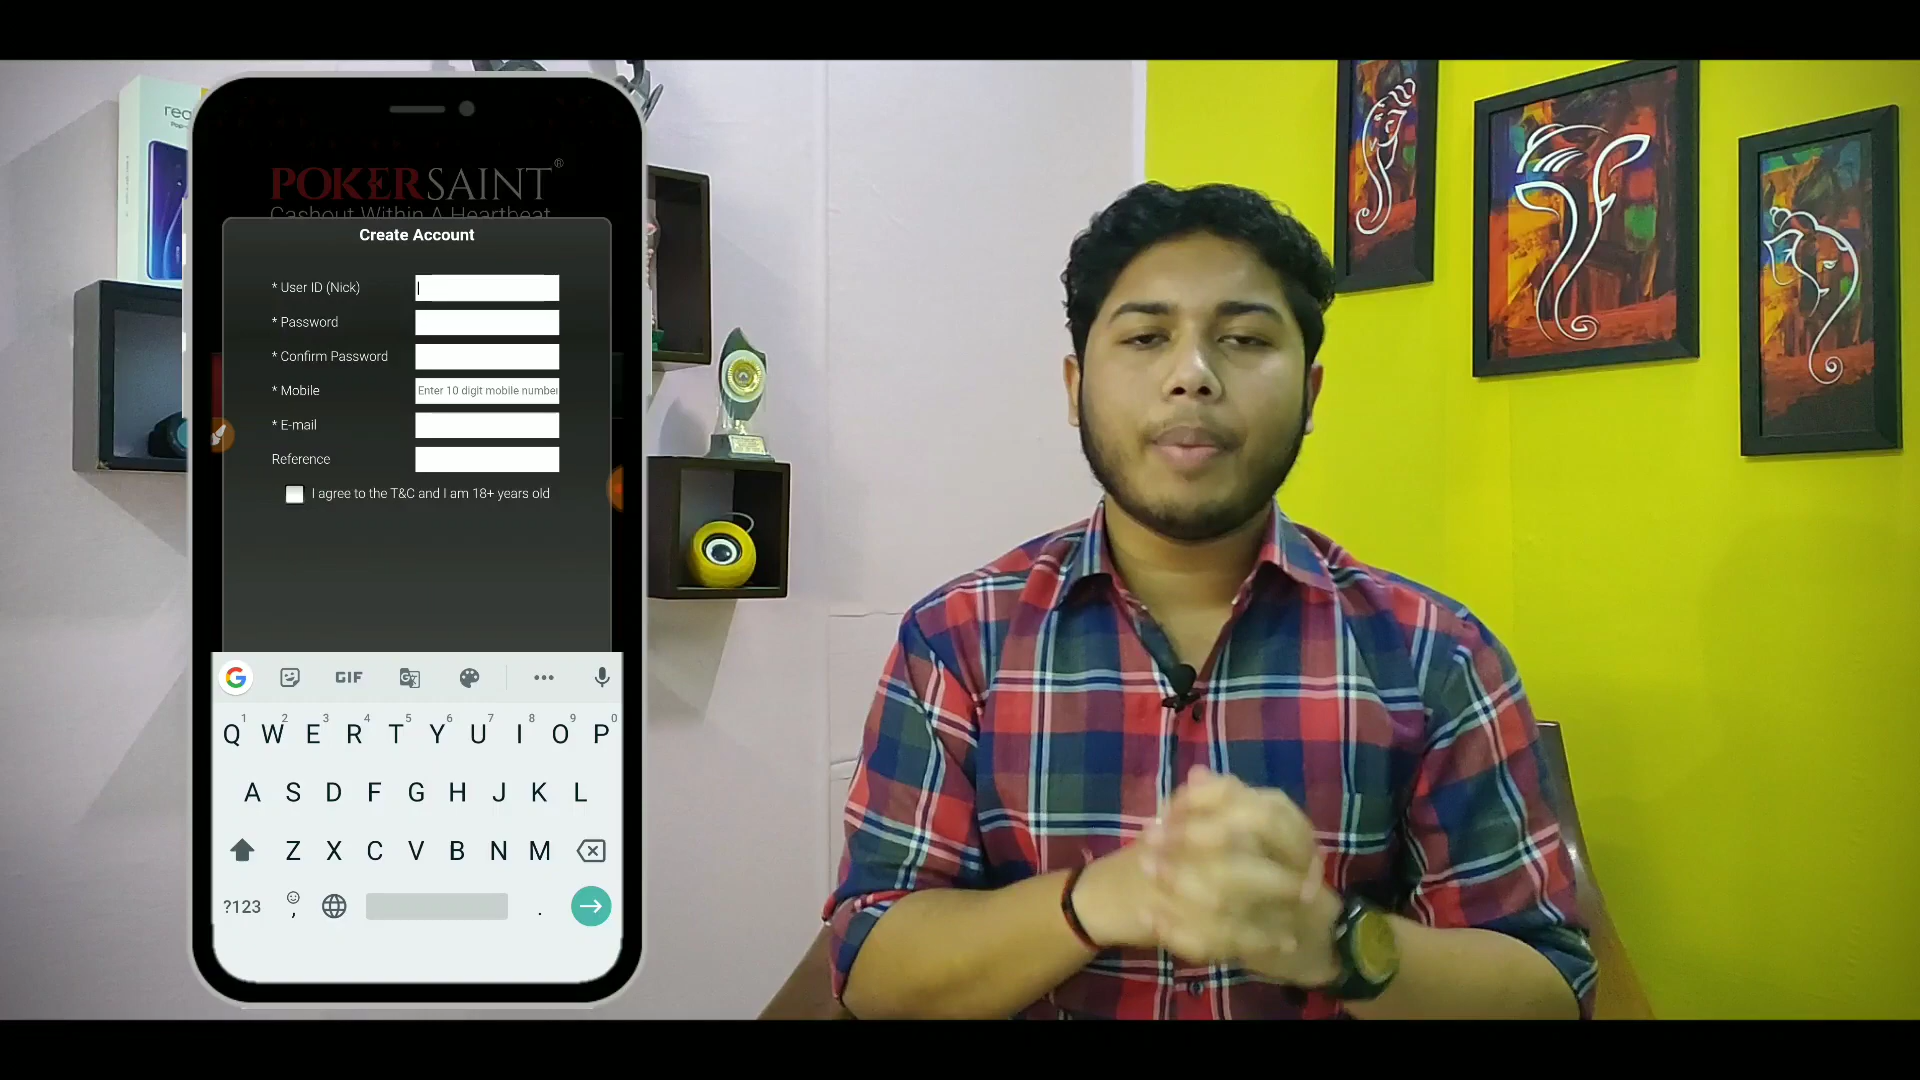 POKERSAINT®
Cashout Within A Heartbeat
Create Account
* User ID (Nick)
* Password
* Confirm Password
* Mobile
Enter 10 digit mobile number
* E-mail
Reference
I agree to the T&C and I am 18+ years old
GIF
1 2 3 4 5 6 7 8 9 0
Q W E R T Y U I O P
A S D F G H J K L
Z X C V B N M
?123 , .